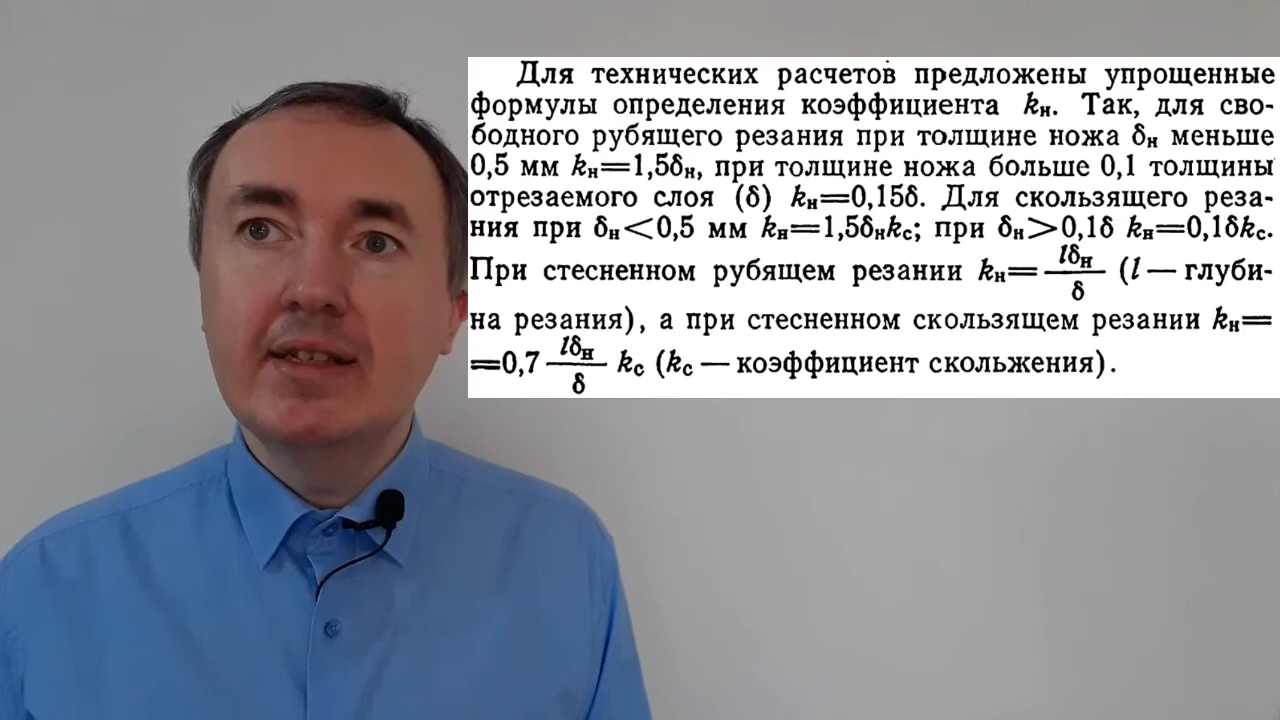 Для технических расчетов предложены упрощенные
формулы определения коэффициента kн. Так, для сво-
бодного рубящего резания при толщине ножа δн меньше
0,5 мм kн=1,5δн, при толщине ножа больше 0,1 толщины
отрезаемого слоя (δ) kн=0,15δ. Для скользящего реза-
ния при δн<0,5 мм kн=1,5δнkс; при δн>0,1δ kн=0,1δkс.
При стесненном рубящем резании kн= lδн/δ (l — глуби-
на резания), а при стесненном скользящем резании kн=
=0,7 lδн/δ kс (kс — коэффициент скольжения).